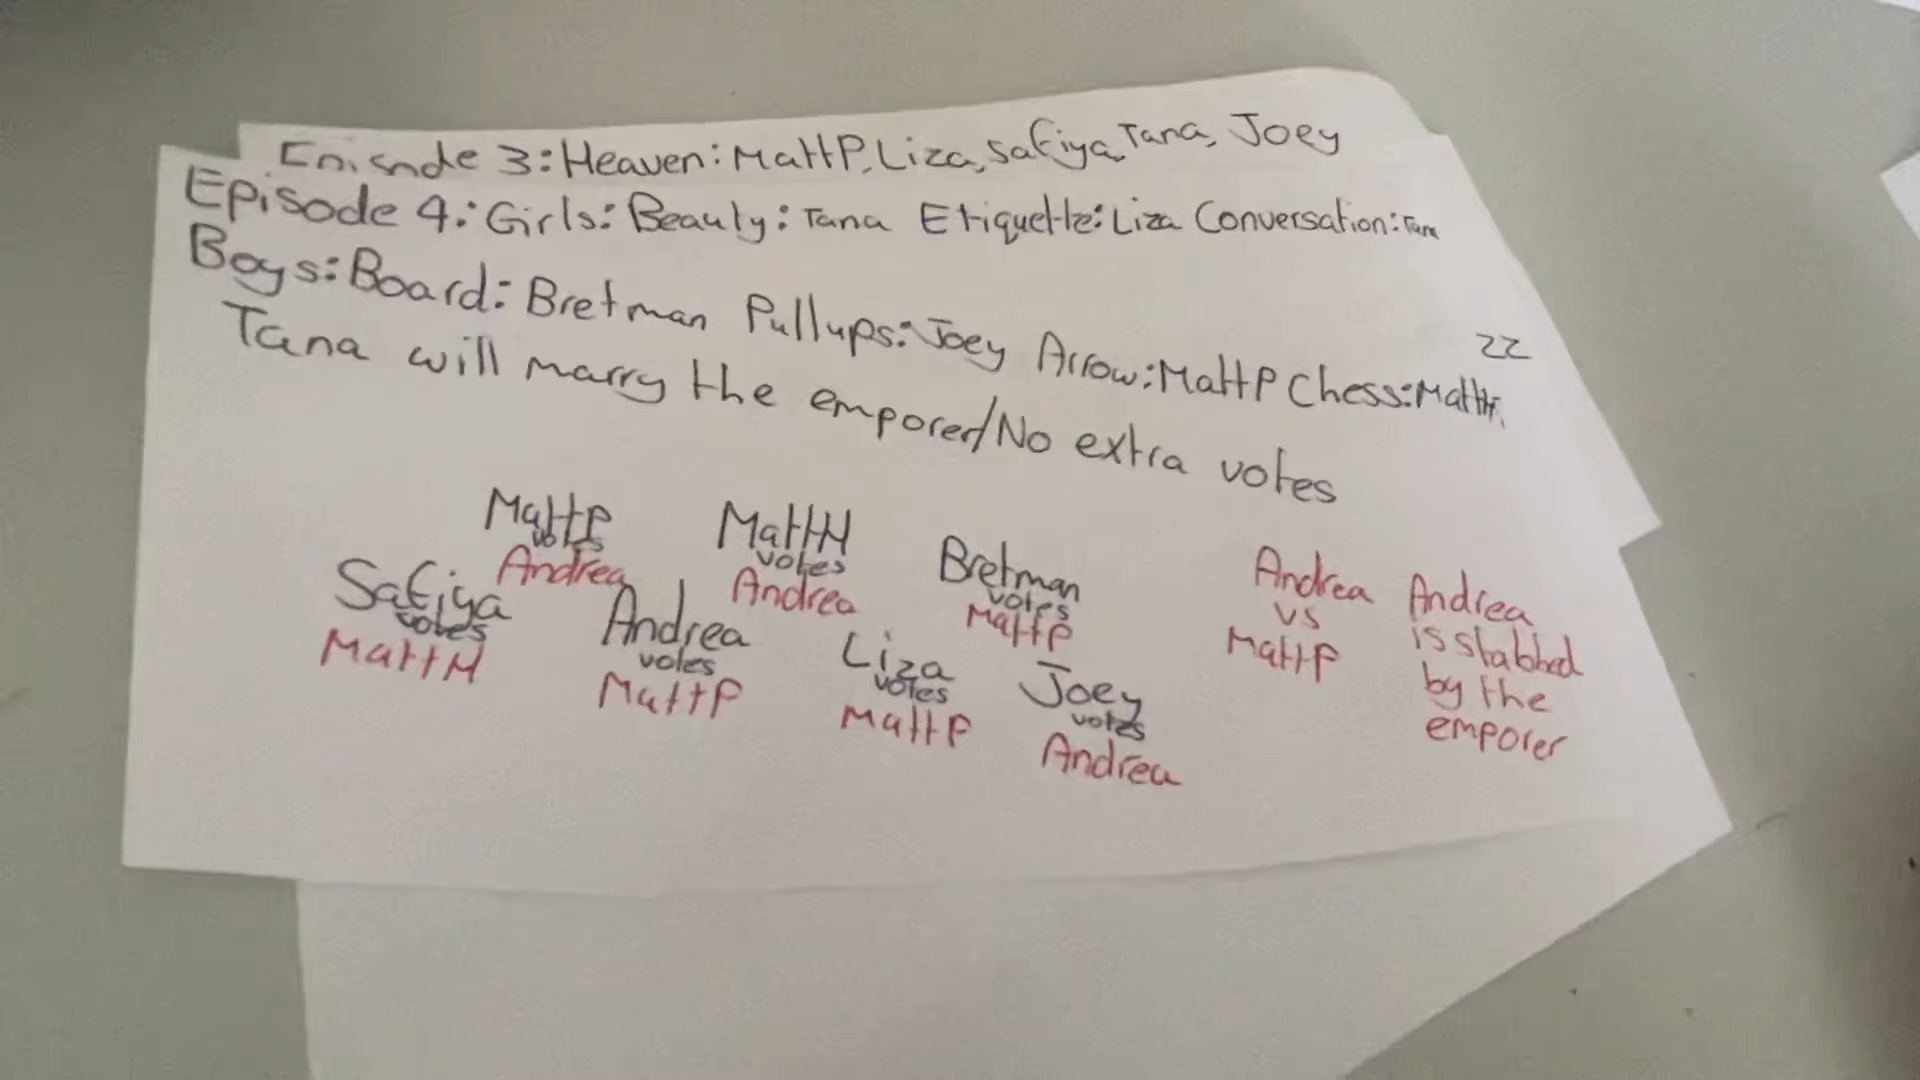 Episode 3: Heaven: MattP, Liza, Safiya, Tana, Joey
Episode 4: Girls: Beauty: Tana Etiquette: Liza Conversation: Tana
Boys: Board: Bretman Pullups: Joey Arrow: MattP Chess: MattH
22
Tana will marry the emporer/No extra votes
MattP
votes
Andrea
MattH
votes
Andrea
Bretman
votes
MattP
Safiya
votes
MattH
Andrea
votes
MattP
Liza
votes
MattP
Joey
votes
Andrea
Andrea
vs
MattP
Andrea
is stabbed
by the
emporer